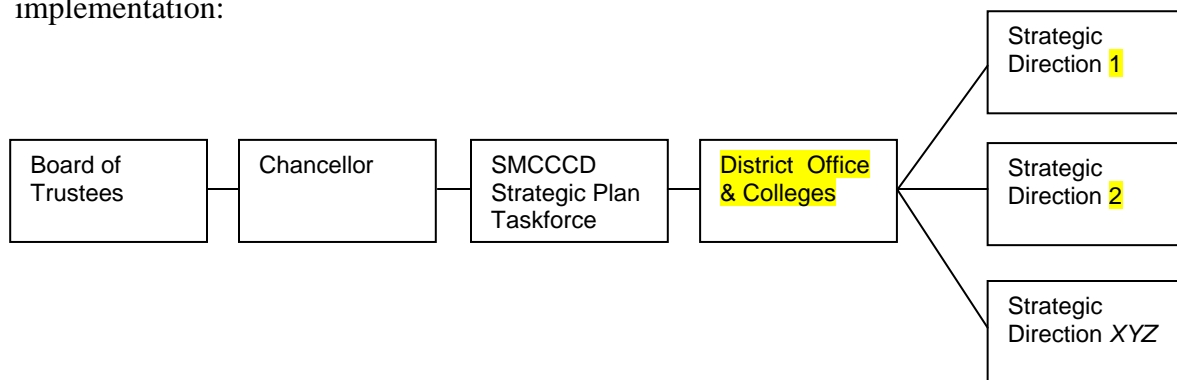 implementation:
Strategic
Direction 1
Board of
Trustees
Chancellor
SMCCCD
Strategic Plan
Taskforce
District Office
& Colleges
Strategic
Direction 2
Strategic
Direction XYZ